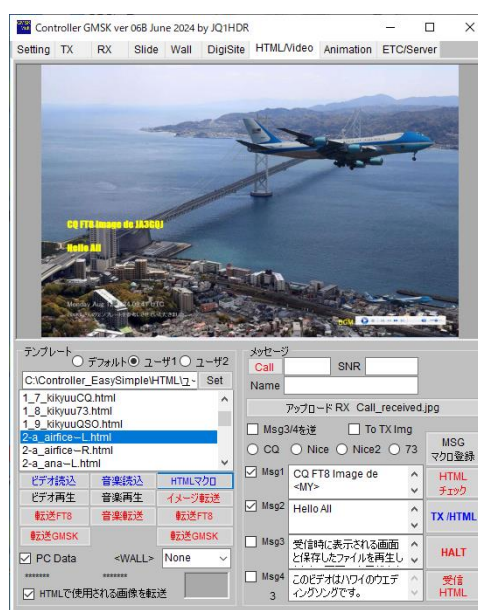 Controller GMSK ver 06B June 2024 by JQ1HDR
Setting TX RX Slide Wall DigiSite HTML/Video Animation ETC/Server
CQ FT8 Image de JA3GQJ
Hello All
BGM
テンプレート
デフォルト ユーザ1 ユーザ2
C:\Controller_EasySimple\HTML\ユ- Set
1_7_kikyuuCQ.html
1_8_kikyuu73.html
1_9_kikyuuQSO.html
2-a_airfice-L.html
2-a_airfice-R.html
2-a_ana-L.html
ビデオ読込 音楽読込 HTMLマクロ
ビデオ再生 音楽再生 イメージ転送
転送FT8 音楽転送 転送FT8
転送GMSK 転送GMSK
PC Data <WALL> None
******* *******
HTMLで使用される画像を転送
メッセージ
Call SNR
Name
アップロード RX Call_received.jpg
Msg3/4を逆 To TX Img
CQ Nice Nice2 73
MSG
マクロ登録
Msg1 CQ FT8 Image de
<MY>
HTML
チェック
Msg2 Hello All
TX /HTML
Msg3 受信時に表示される画面
と保存したファイルを再生し
HALT
Msg4 このビデオはハワイのウエデ
3 ィングソングです。
受信
HTML